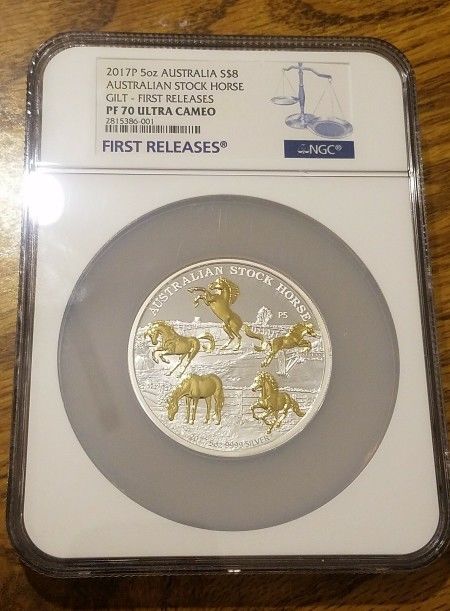 2017P 5oz AUSTRALIA S$8
AUSTRALIAN STOCK HORSE
GILT - FIRST RELEASES
PF 70 ULTRA CAMEO
2815386-001
FIRST RELEASES®
NGC®
AUSTRALIAN STOCK HORSE
P5
2017 5oz 9999 SILVER